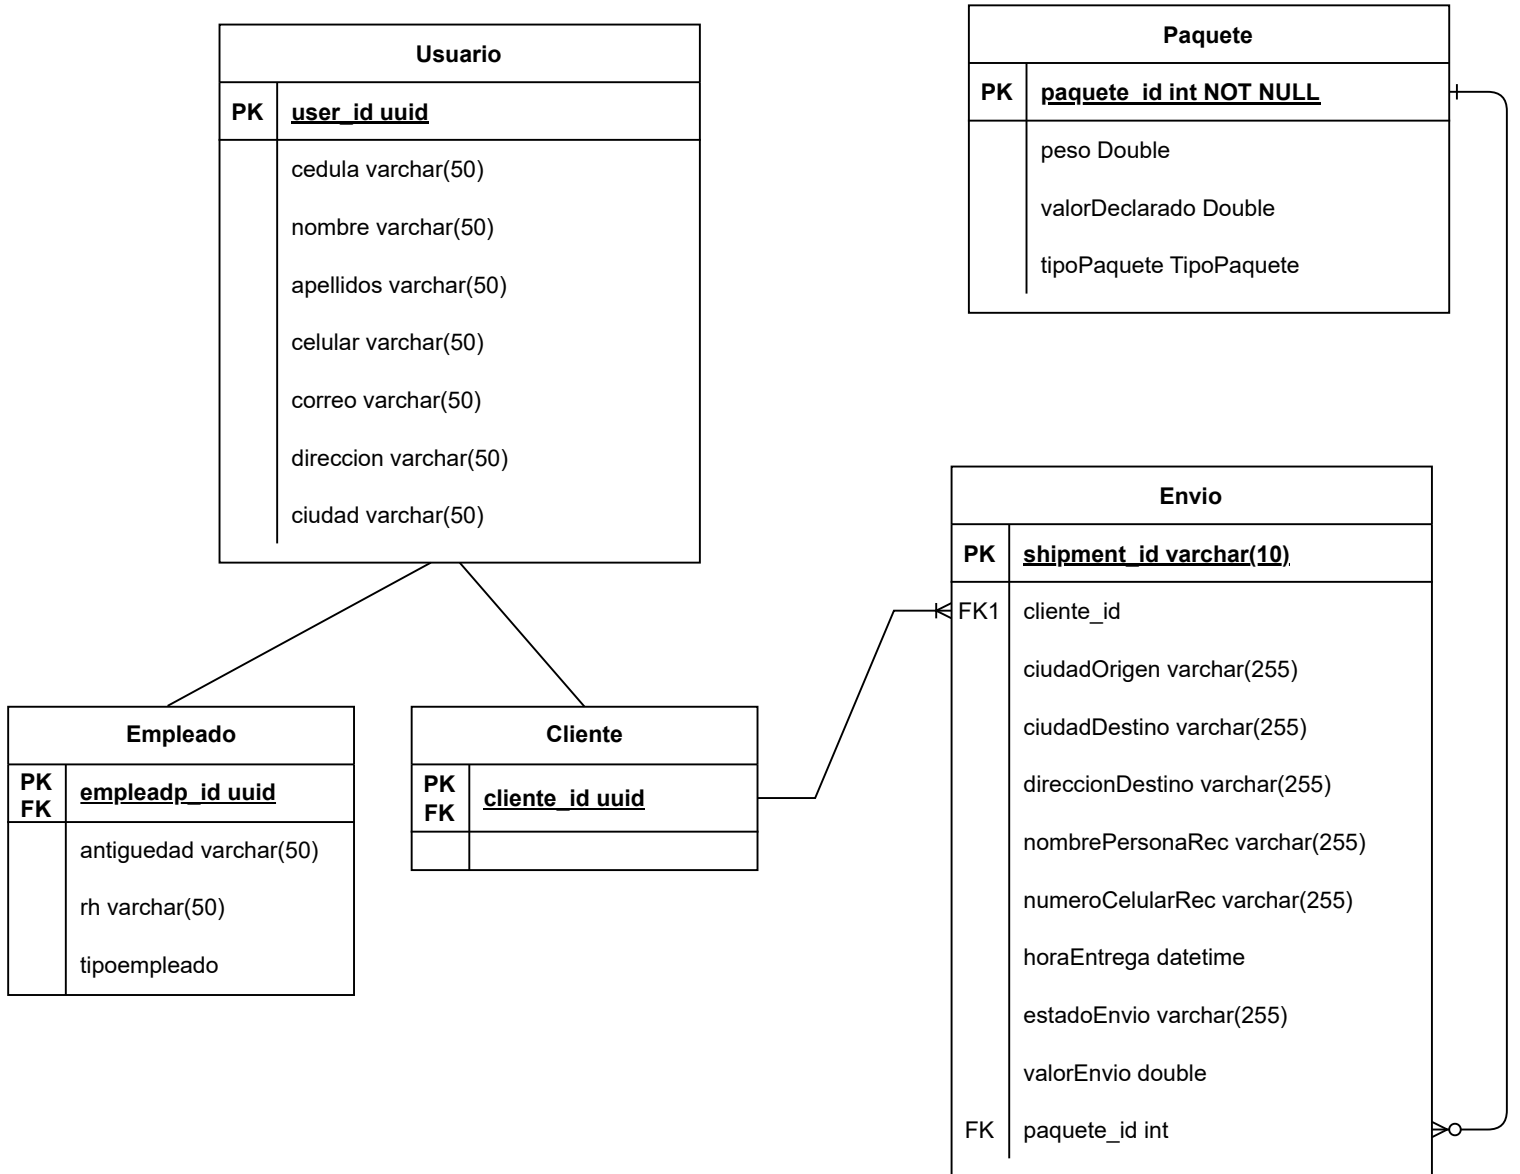 Usuario
PK user_id uuid
cedula varchar(50)
nombre varchar(50)
apellidos varchar(50)
celular varchar(50)
correo varchar(50)
direccion varchar(50)
ciudad varchar(50)
Paquete
PK paquete_id int NOT NULL
peso Double
valorDeclarado Double
tipoPaquete TipoPaquete
Empleado
PK
FK
empleadp_id uuid
antiguedad varchar(50)
rh varchar(50)
tipoempleado
Cliente
PK
FK
cliente_id uuid
Envio
PK shipment_id varchar(10)
FK1 cliente_id
ciudadOrigen varchar(255)
ciudadDestino varchar(255)
direccionDestino varchar(255)
nombrePersonaRec varchar(255)
numeroCelularRec varchar(255)
horaEntrega datetime
estadoEnvio varchar(255)
valorEnvio double
FK paquete_id int